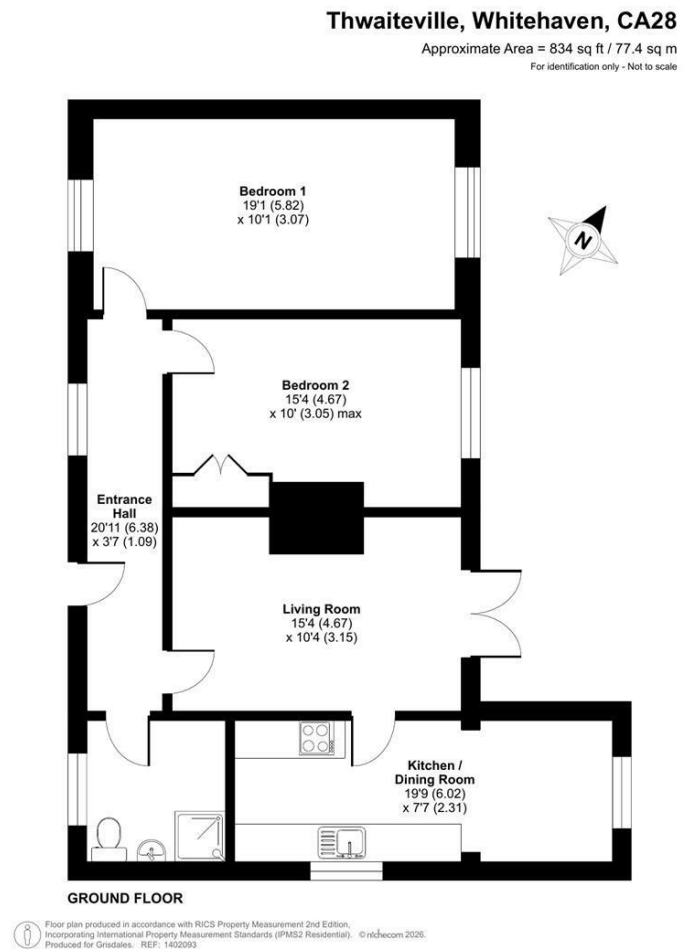 Thwaiteville, Whitehaven, CA28
Approximate Area = 834 sq ft / 77.4 sq m
For identification only - Not to scale
Bedroom 1
19'1 (5.82)
x 10'1 (3.07)
N
Bedroom 2
15'4 (4.67)
x 10' (3.05) max
Entrance
Hall
20'11 (6.38)
x 3'7 (1.09)
Living Room
15'4 (4.67)
x 10'4 (3.15)
Kitchen /
Dining Room
19'9 (6.02)
x 7'7 (2.31)
GROUND FLOOR
Floor plan produced in accordance with RICS Property Measurement 2nd Edition,
Incorporating International Property Measurement Standards (IPMS2 Residential). © nichecom 2026.
Produced for Grisdales. REF: 1402093